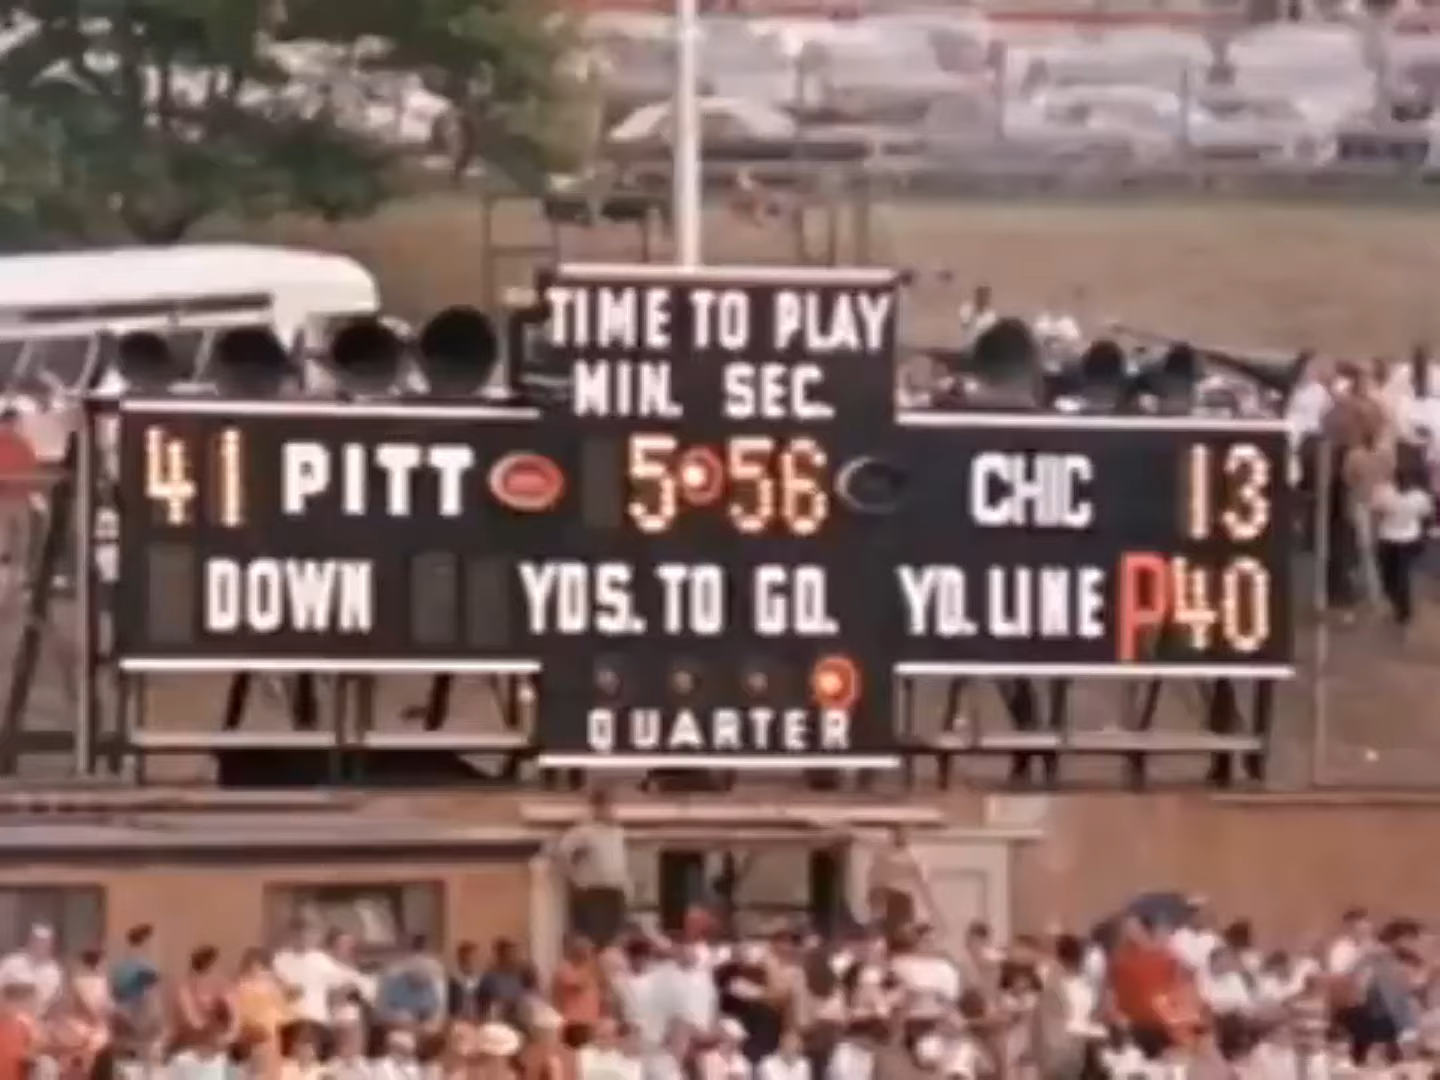 TIME TO PLAY
MIN. SEC.
41 PITT 5 56 CHIC 13
DOWN YDS. TO GO. YD. LINE P40
QUARTER